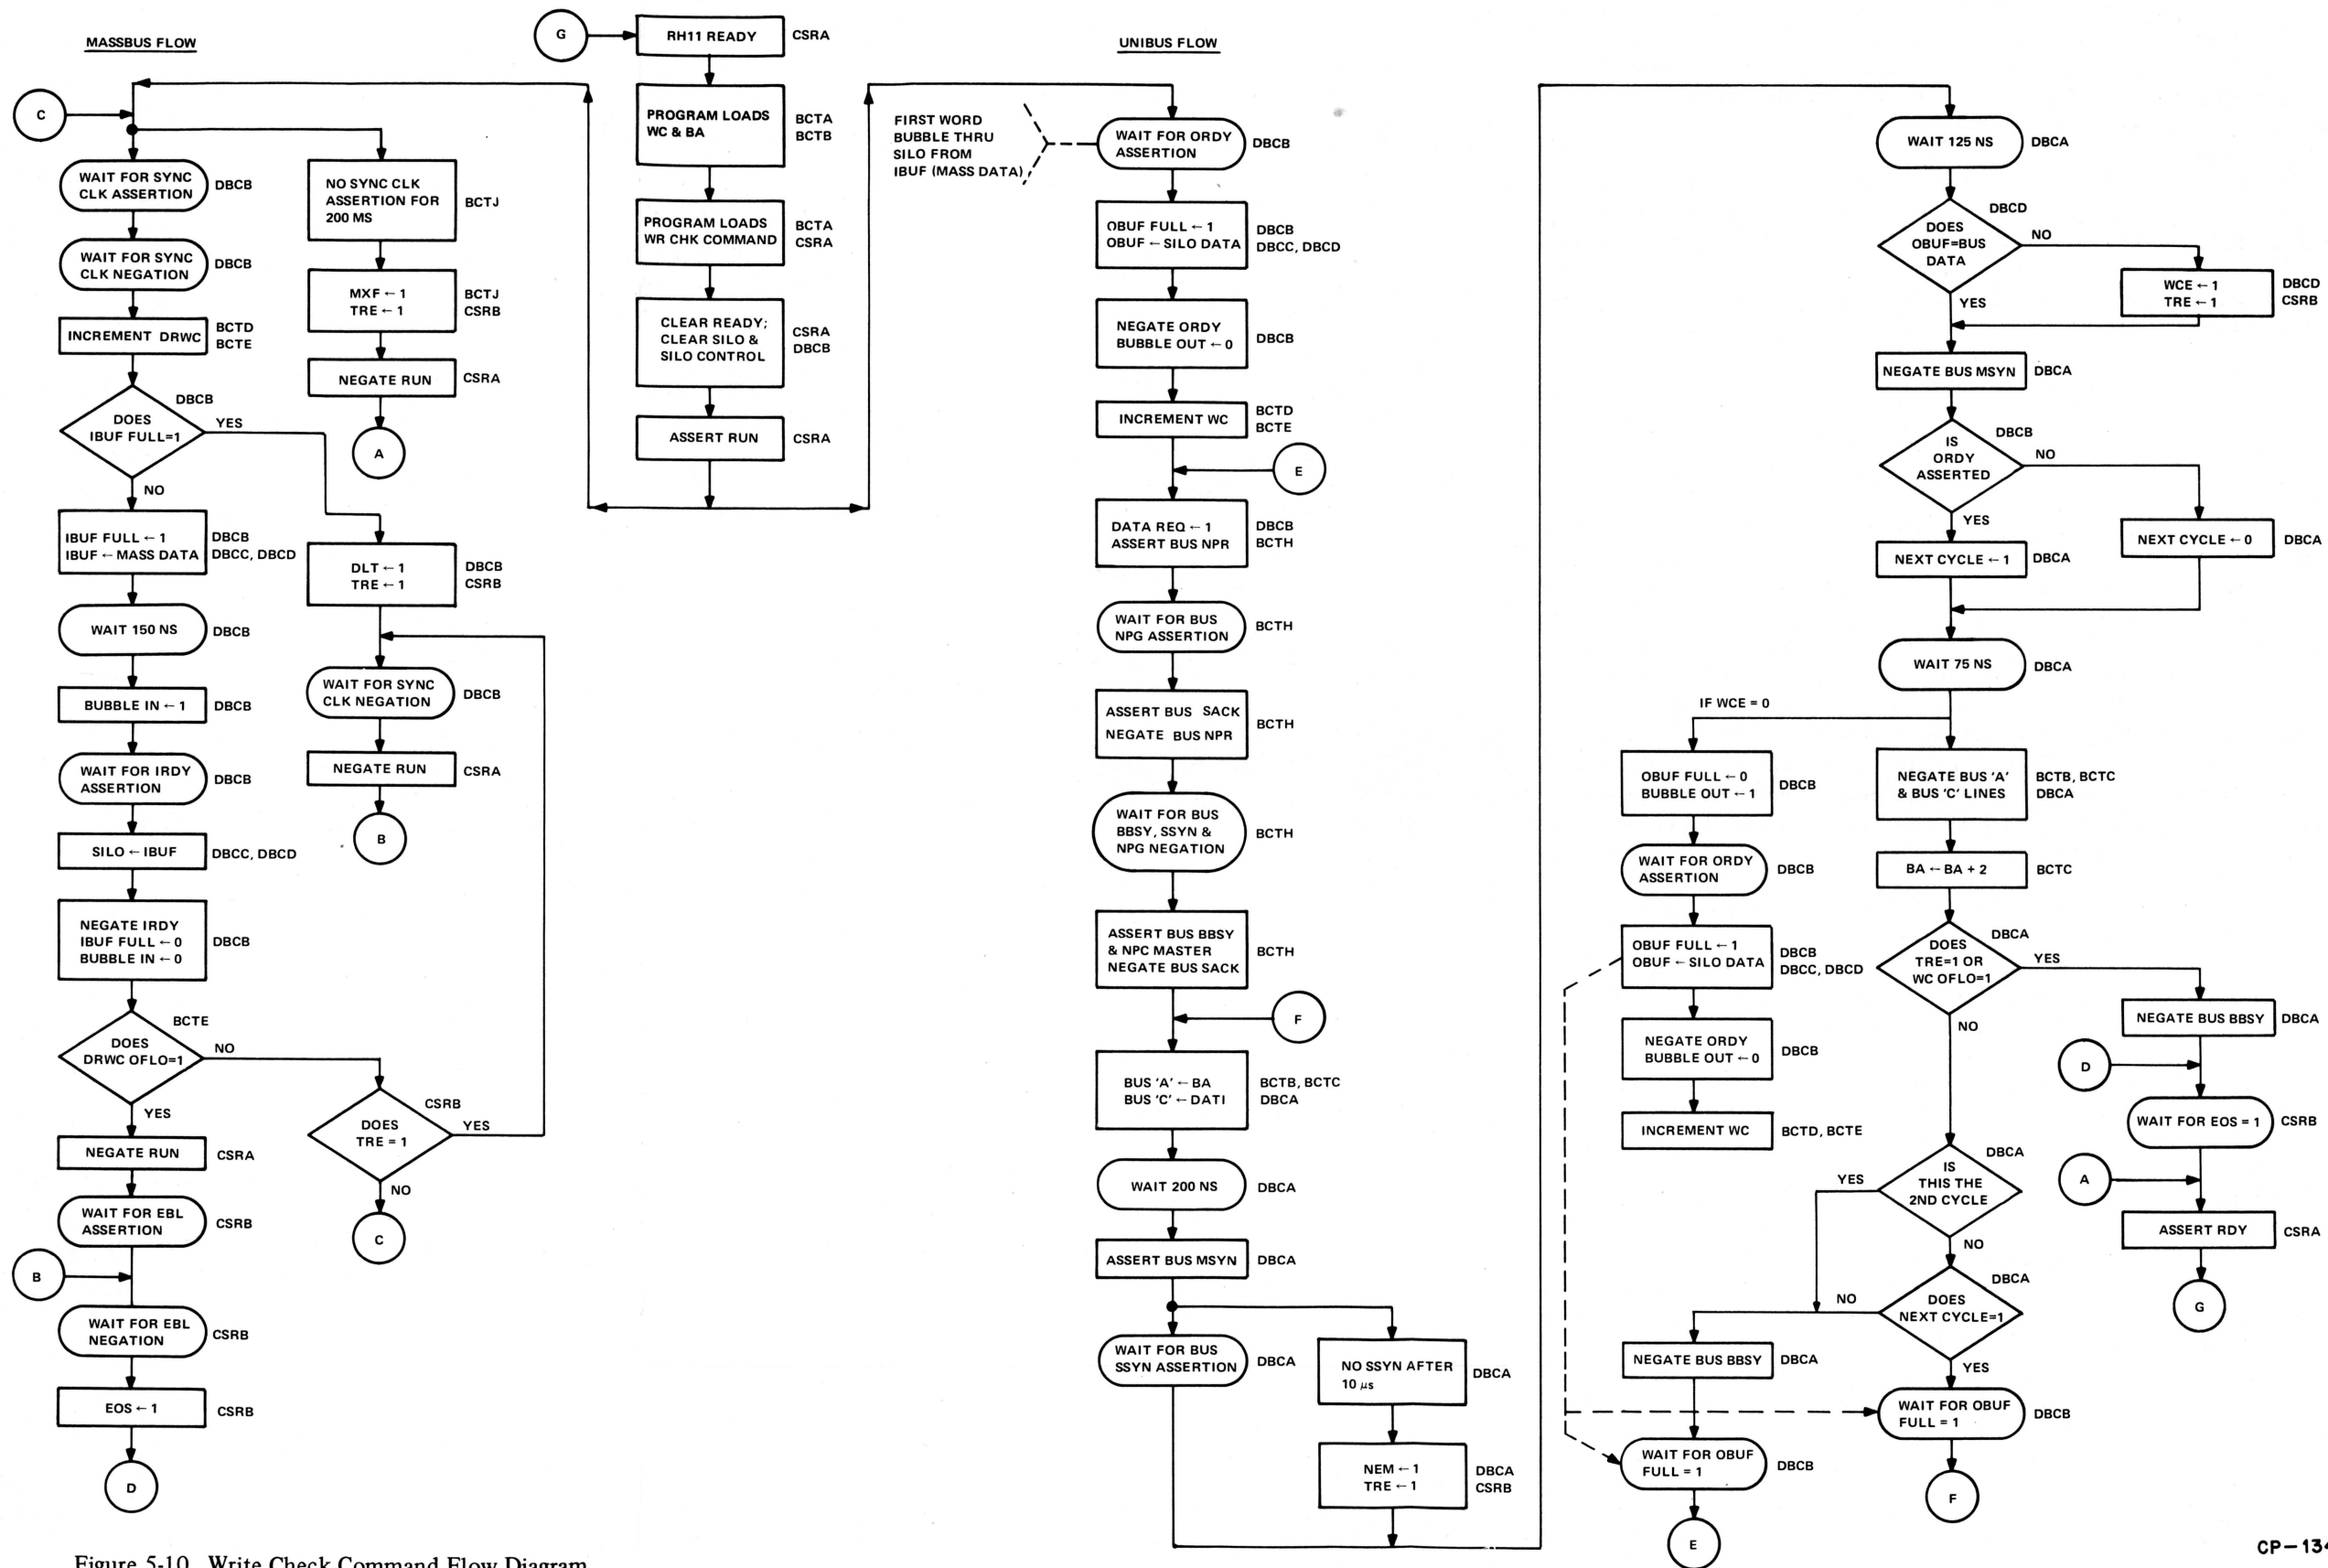 MASSBUS FLOW
C
WAIT FOR SYNC
CLK ASSERTION
DBCB
WAIT FOR SYNC
CLK NEGATION
DBCB
INCREMENT DRWC
BCTD
BCTE
DBCB
DOES
IBUF FULL=1
YES
NO
IBUF FULL ← 1
IBUF ← MASS DATA
DBCB
DBCC, DBCD
WAIT 150 NS
DBCB
BUBBLE IN ← 1
DBCB
WAIT FOR IRDY
ASSERTION
DBCB
SILO ← IBUF
DBCC, DBCD
NEGATE IRDY
IBUF FULL ← 0
BUBBLE IN ← 0
DBCB
BCTE
DOES
DRWC OFLO=1
NO
YES
NEGATE RUN
CSRA
WAIT FOR EBL
ASSERTION
CSRB
B
WAIT FOR EBL
NEGATION
CSRB
EOS ← 1
CSRB
D
NO SYNC CLK
ASSERTION FOR
200 MS
BCTJ
MXF ← 1
TRE ← 1
BCTJ
CSRB
NEGATE RUN
CSRA
A
DLT ← 1
TRE ← 1
DBCB
CSRB
WAIT FOR SYNC
CLK NEGATION
DBCB
NEGATE RUN
CSRA
B
CSRB
DOES
TRE = 1
YES
NO
C
G
RH11 READY
CSRA
PROGRAM LOADS
WC & BA
BCTA
BCTB
PROGRAM LOADS
WR CHK COMMAND
BCTA
CSRA
CLEAR READY;
CLEAR SILO &
SILO CONTROL
CSRA
DBCB
ASSERT RUN
CSRA
UNIBUS FLOW
FIRST WORD
BUBBLE THRU
SILO FROM
IBUF (MASS DATA)
WAIT FOR ORDY
ASSERTION
DBCB
OBUF FULL ← 1
OBUF ← SILO DATA
DBCB
DBCC, DBCD
NEGATE ORDY
BUBBLE OUT ← 0
DBCB
INCREMENT WC
BCTD
BCTE
E
DATA REQ ← 1
ASSERT BUS NPR
DBCB
BCTH
WAIT FOR BUS
NPG ASSERTION
BCTH
ASSERT BUS SACK
NEGATE BUS NPR
BCTH
WAIT FOR BUS
BBSY, SSYN &
NPG NEGATION
BCTH
ASSERT BUS BBSY
& NPC MASTER
NEGATE BUS SACK
BCTH
F
BUS 'A' ← BA
BUS 'C' ← DATI
BCTB, BCTC
DBCA
WAIT 200 NS
DBCA
ASSERT BUS MSYN
DBCA
WAIT FOR BUS
SSYN ASSERTION
DBCA
NO SSYN AFTER
10 µs
DBCA
NEM ← 1
TRE ← 1
DBCA
CSRB
WAIT 125 NS
DBCA
DBCD
DOES
OBUF=BUS
DATA
NO
YES
WCE ← 1
TRE ← 1
DBCD
CSRB
NEGATE BUS MSYN
DBCA
DBCB
IS
ORDY
ASSERTED
NO
YES
NEXT CYCLE ← 0
DBCA
NEXT CYCLE ← 1
DBCA
WAIT 75 NS
DBCA
IF WCE = 0
OBUF FULL ← 0
BUBBLE OUT ← 1
DBCB
WAIT FOR ORDY
ASSERTION
DBCB
OBUF FULL ← 1
OBUF ← SILO DATA
DBCB
DBCC, DBCD
NEGATE ORDY
BUBBLE OUT ← 0
DBCB
INCREMENT WC
BCTD, BCTE
NEGATE BUS 'A'
& BUS 'C' LINES
BCTB, BCTC
DBCA
BA ← BA + 2
BCTC
DBCA
DOES
TRE=1 OR
WC OFLO=1
YES
NO
NEGATE BUS BBSY
DBCA
D
WAIT FOR EOS = 1
CSRB
A
ASSERT RDY
CSRA
G
DBCA
IS
THIS THE
2ND CYCLE
YES
NO
DBCA
DOES
NEXT CYCLE=1
NO
YES
NEGATE BUS BBSY
DBCA
WAIT FOR OBUF
FULL = 1
DBCB
E
WAIT FOR OBUF
FULL = 1
DBCB
F
Figure 5-10 Write Check Command Flow Diagram